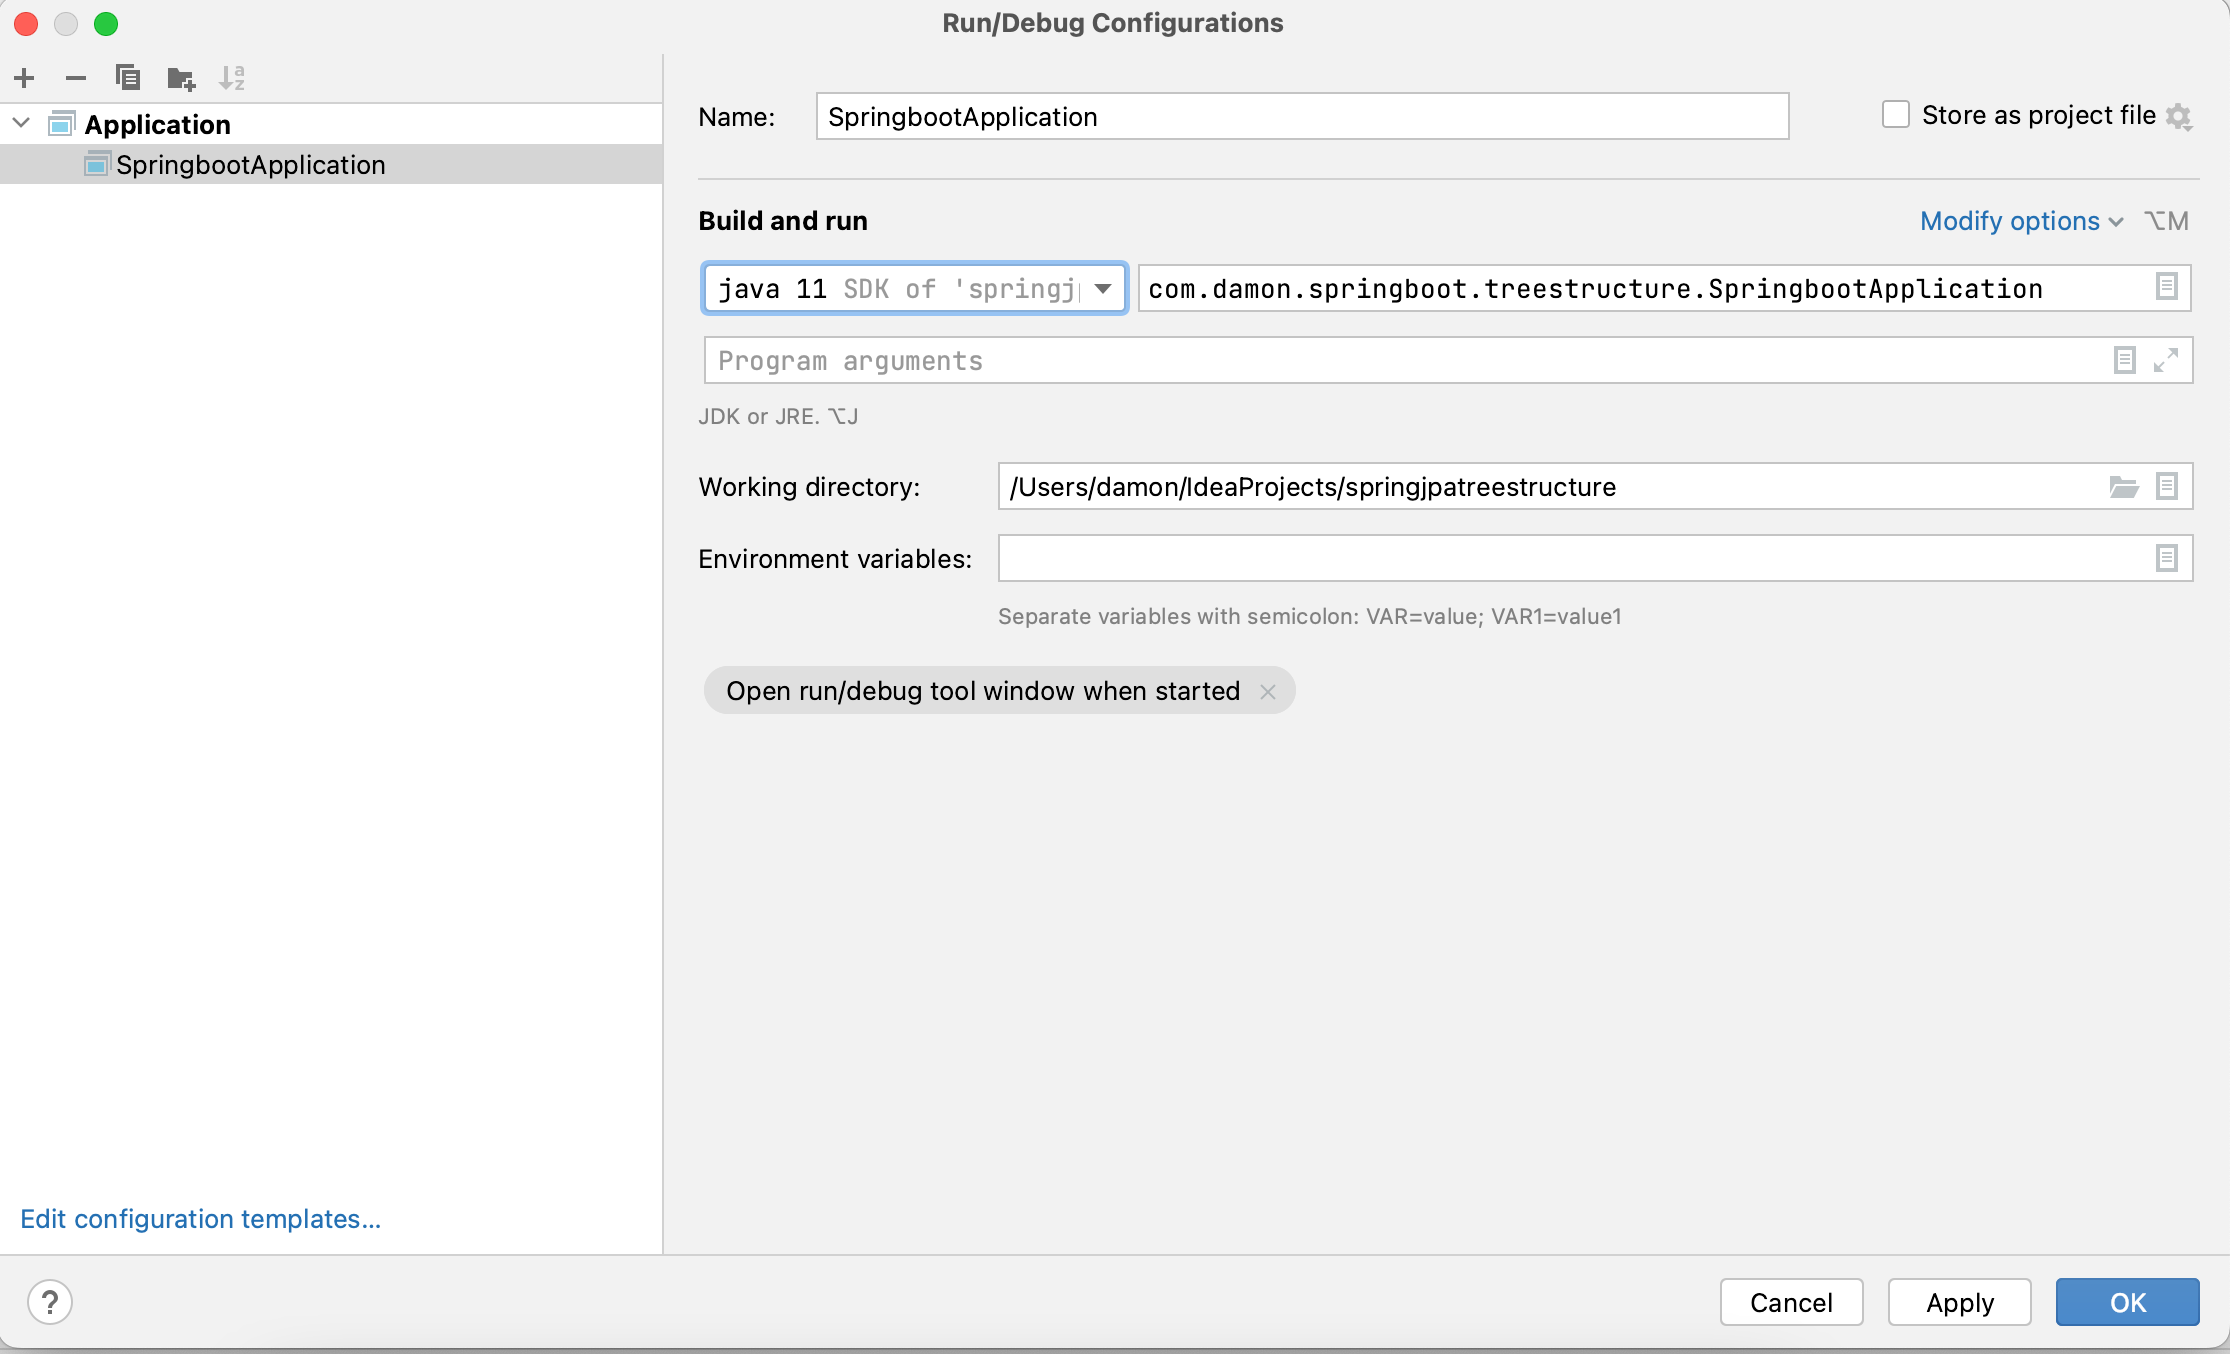 Run/Debug Configurations
Application
SpringbootApplication
Edit configuration templates...
Name: SpringbootApplication
Store as project file
Build and run
Modify options ⌥M
java 11 SDK of 'springj
com.damon.springboot.treestructure.SpringbootApplication
Program arguments
JDK or JRE. ⌥J
Working directory: /Users/damon/IdeaProjects/springjpatreestructure
Environment variables:
Separate variables with semicolon: VAR=value; VAR1=value1
Open run/debug tool window when started
?
Cancel
Apply
OK